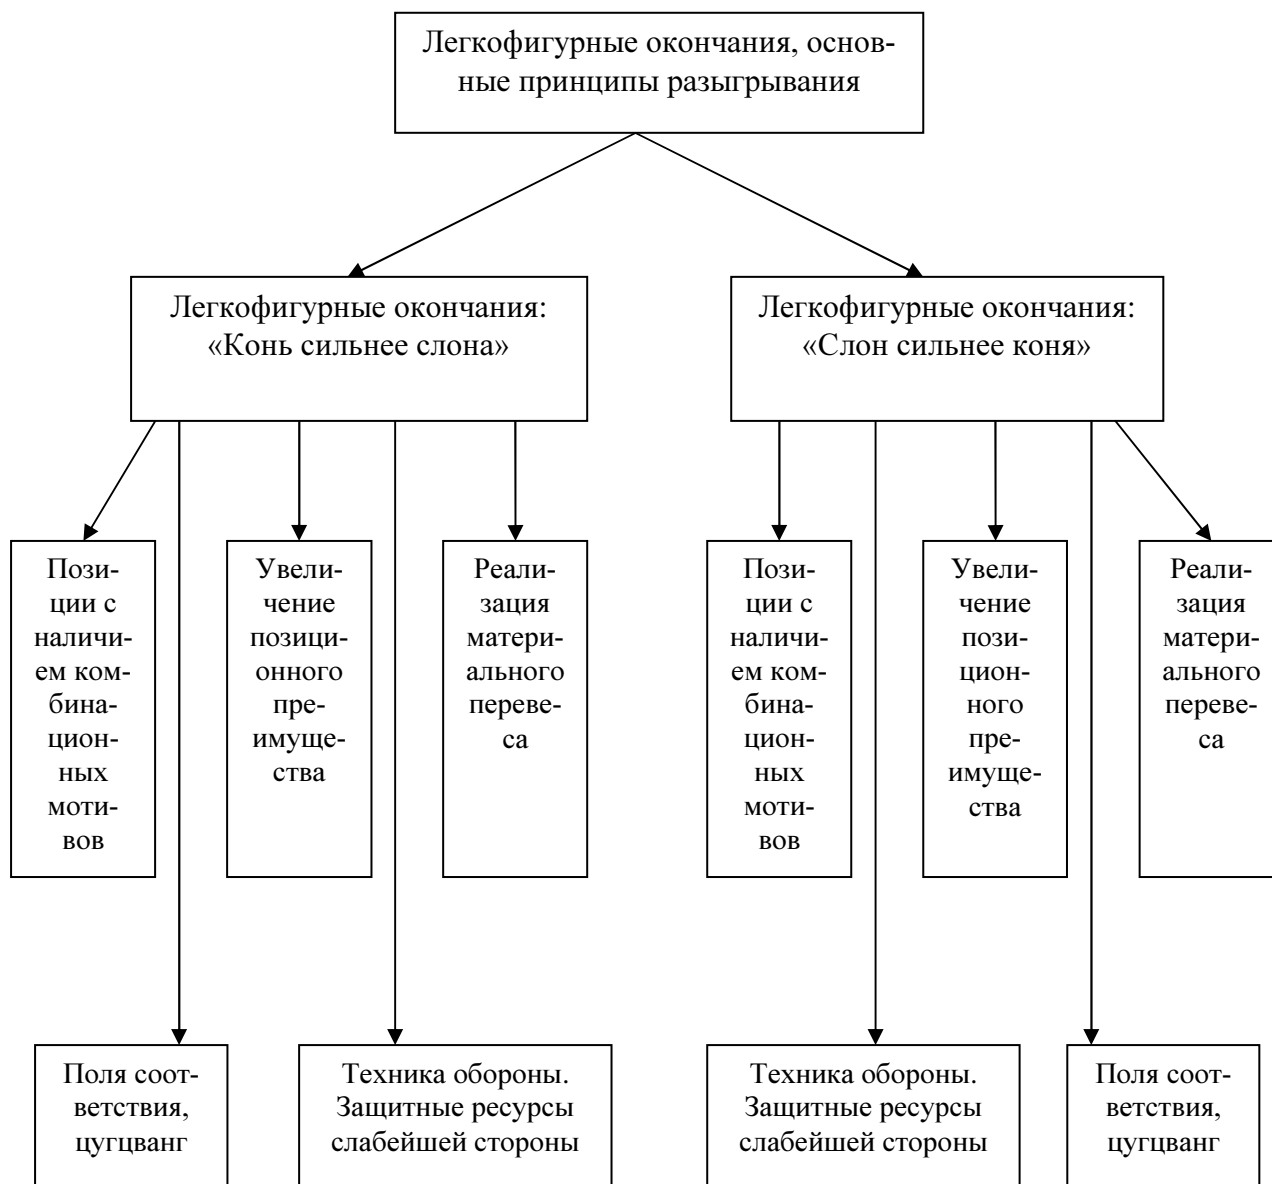 Легкофигурные окончания, основ-
ные принципы разыгрывания
Легкофигурные окончания:
«Конь сильнее слона»
Легкофигурные окончания:
«Слон сильнее коня»
Пози-
ции с
наличи-
ем ком-
бина-
цион-
ных
моти-
вов
Увели-
чение
позици-
онного
пре-
имуще-
ства
Реали-
зация
матери-
ального
переве-
са
Пози-
ции с
наличи-
ем ком-
бина-
цион-
ных
моти-
вов
Увели-
чение
пози-
цион-
ного
пре-
имуще-
ства
Реали-
зация
матери-
ального
переве-
са
Поля соот-
ветствия,
цугцванг
Техника обороны.
Защитные ресурсы
слабейшей стороны
Техника обороны.
Защитные ресурсы
слабейшей стороны
Поля соот-
ветствия,
цугцванг